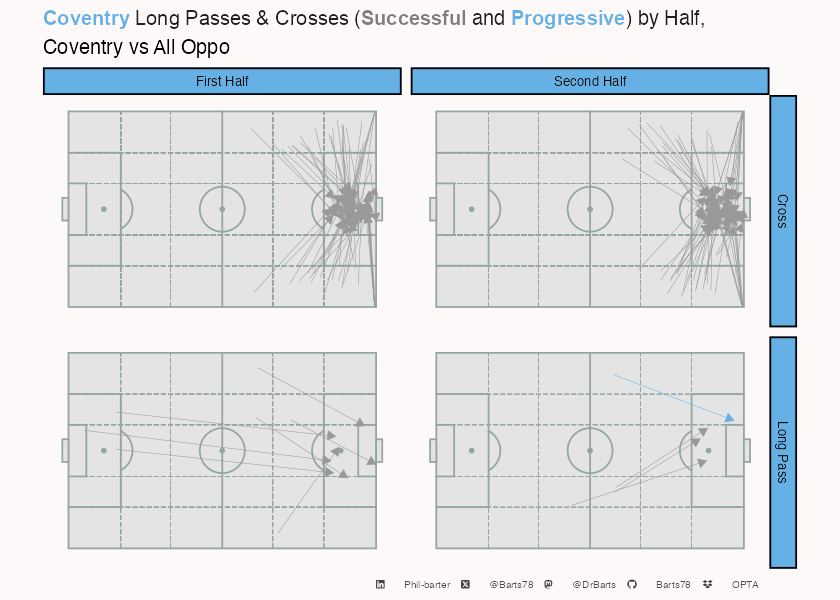 Coventry Long Passes & Crosses (Successful and Progressive) by Half,
Coventry vs All Oppo
First Half
Second Half
Cross
Long Pass
Phil-barter @Barts78 @DrBarts Barts78 OPTA